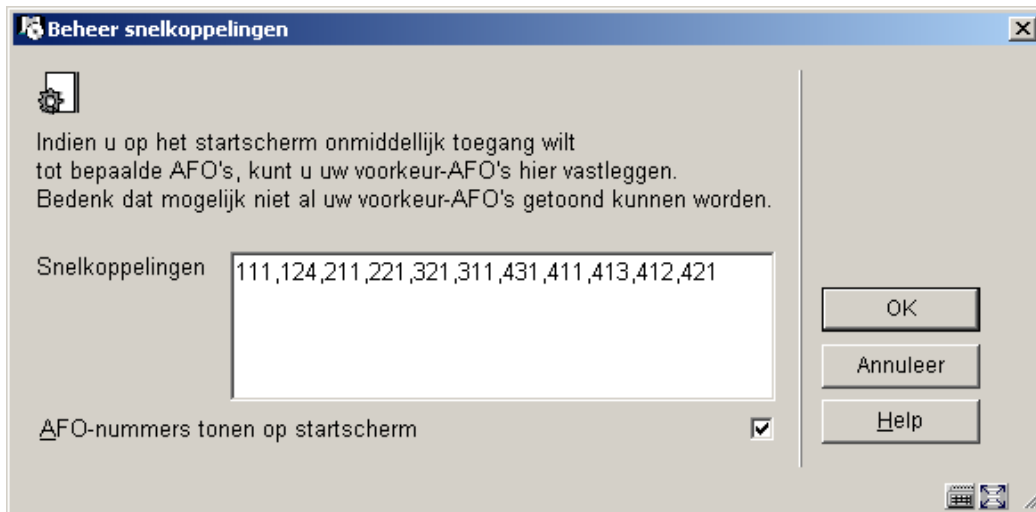 Beheer snelkoppelingen
Indien u op het startscherm onmiddellijk toegang wilt
tot bepaalde AFO's, kunt u uw voorkeur-AFO's hier vastleggen.
Bedenk dat mogelijk niet al uw voorkeur-AFO's getoond kunnen worden.
Snelkoppelingen
111,124,211,221,321,311,431,411,413,412,421
OK
Annuleer
Help
AFO-nummers tonen op startscherm